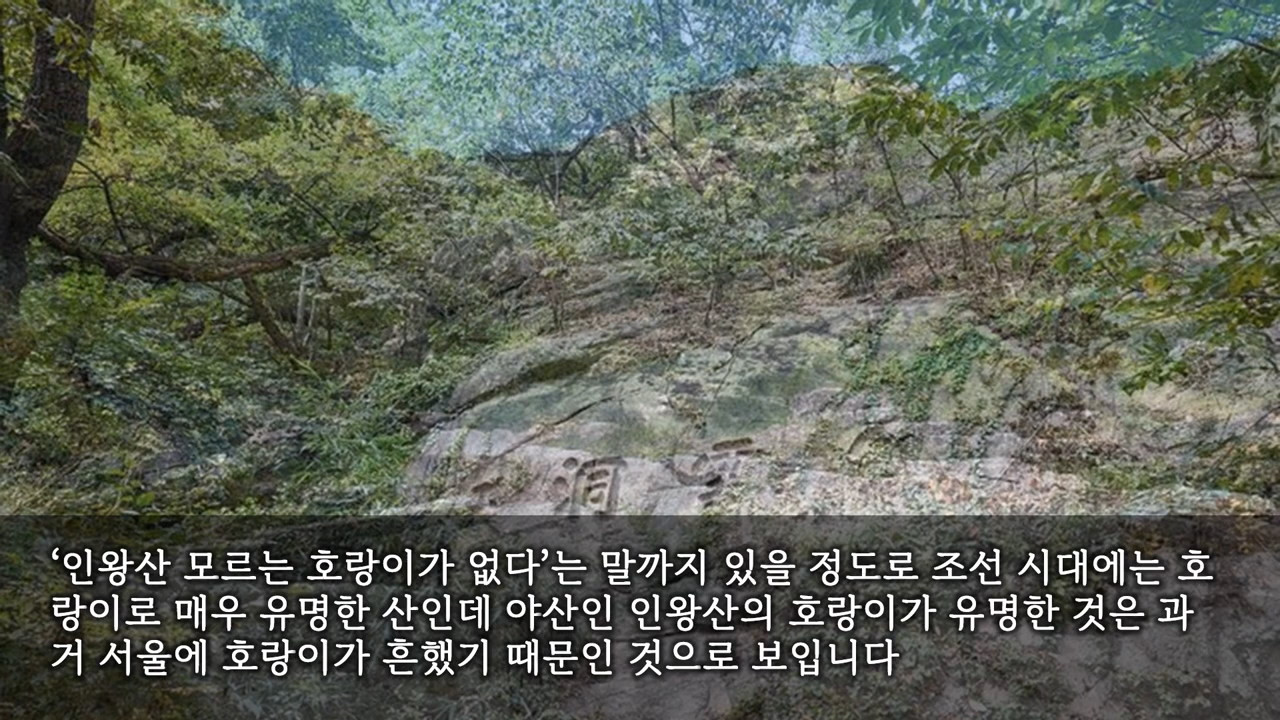 洞
‘인왕산 모르는 호랑이가 없다’는 말까지 있을 정도로 조선 시대에는 호
랑이로 매우 유명한 산인데 야산인 인왕산의 호랑이가 유명한 것은 과
거 서울에 호랑이가 흔했기 때문인 것으로 보입니다